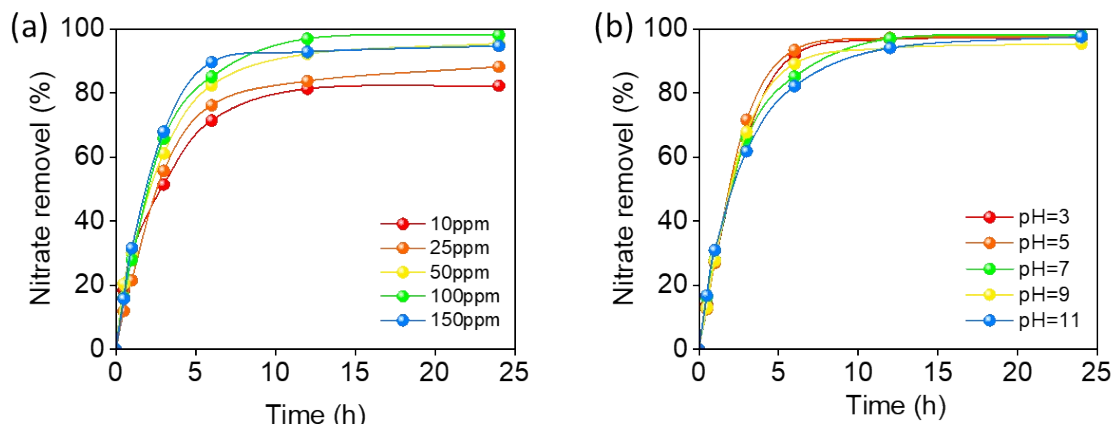 (a)
Nitrate removel (%)
100
80
60
40
20
0
0 5 10 15 20 25
Time (h)
10ppm
25ppm
50ppm
100ppm
150ppm
(b)
Nitrate removel (%)
100
80
60
40
20
0
0 5 10 15 20 25
Time (h)
pH=3
pH=5
pH=7
pH=9
pH=11